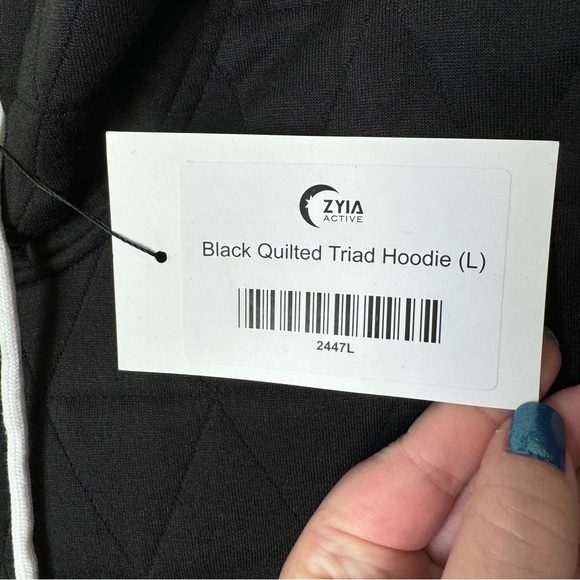 ZYIA
ACTIVE
Black Quilted Triad Hoodie (L)
2447L